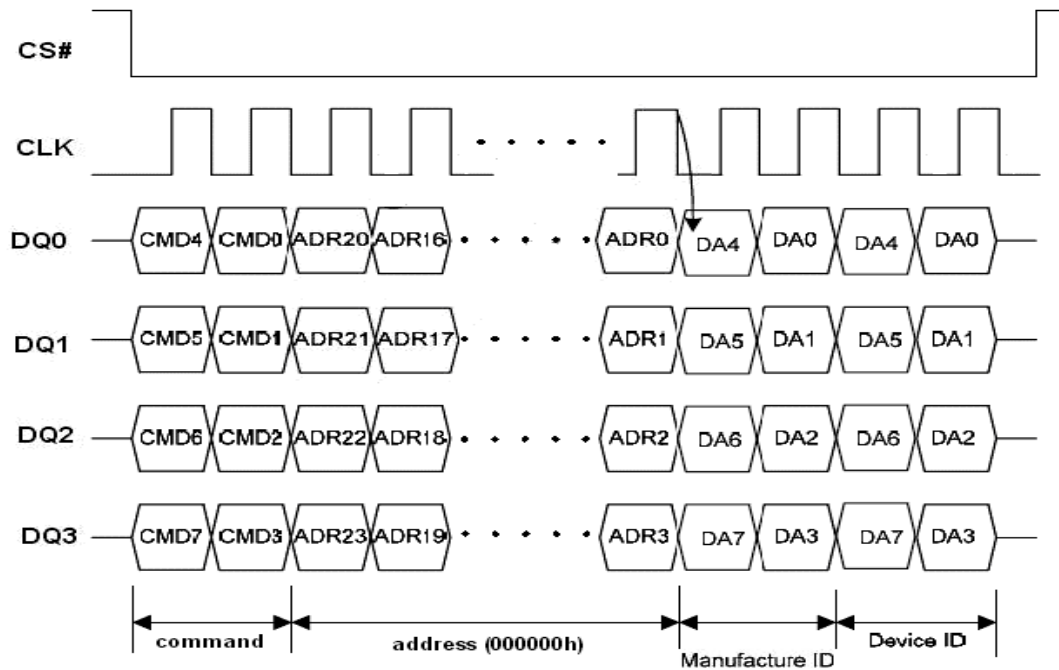 CS#
CLK
DQ0 CMD4 CMD0 ADR20 ADR16 ADR0 DA4 DA0 DA4 DA0
DQ1 CMD5 CMD1 ADR21 ADR17 ADR1 DA5 DA1 DA5 DA1
DQ2 CMD6 CMD2 ADR22 ADR18 ADR2 DA6 DA2 DA6 DA2
DQ3 CMD7 CMD3 ADR23 ADR19 ADR3 DA7 DA3 DA7 DA3
command address (000000h) Manufacture ID Device ID